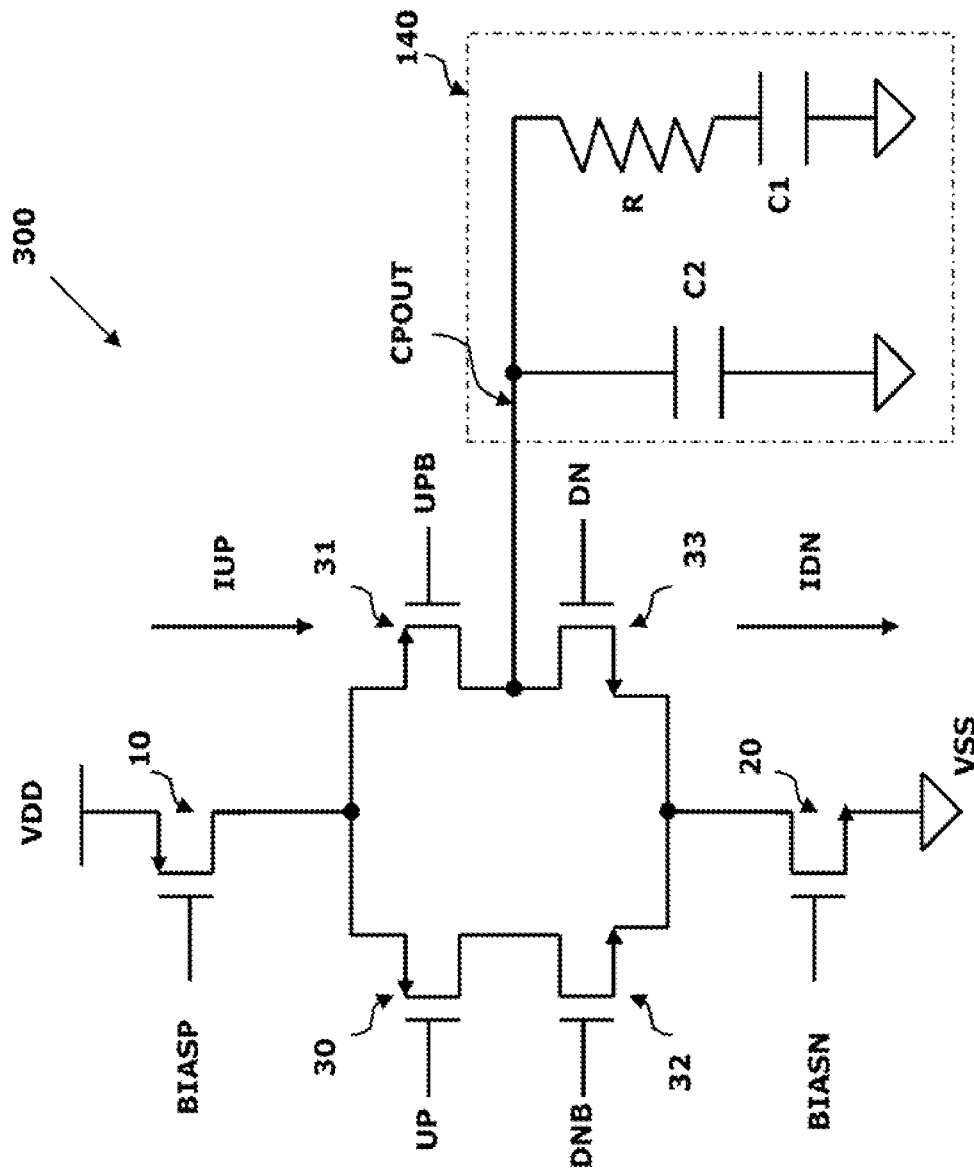 300
VDD
10
BIASP
IUP
31
UPB
30
UP
CPOUT
140
R
C1
C2
DN
33
IDN
DNB
32
20
BIASN
VSS